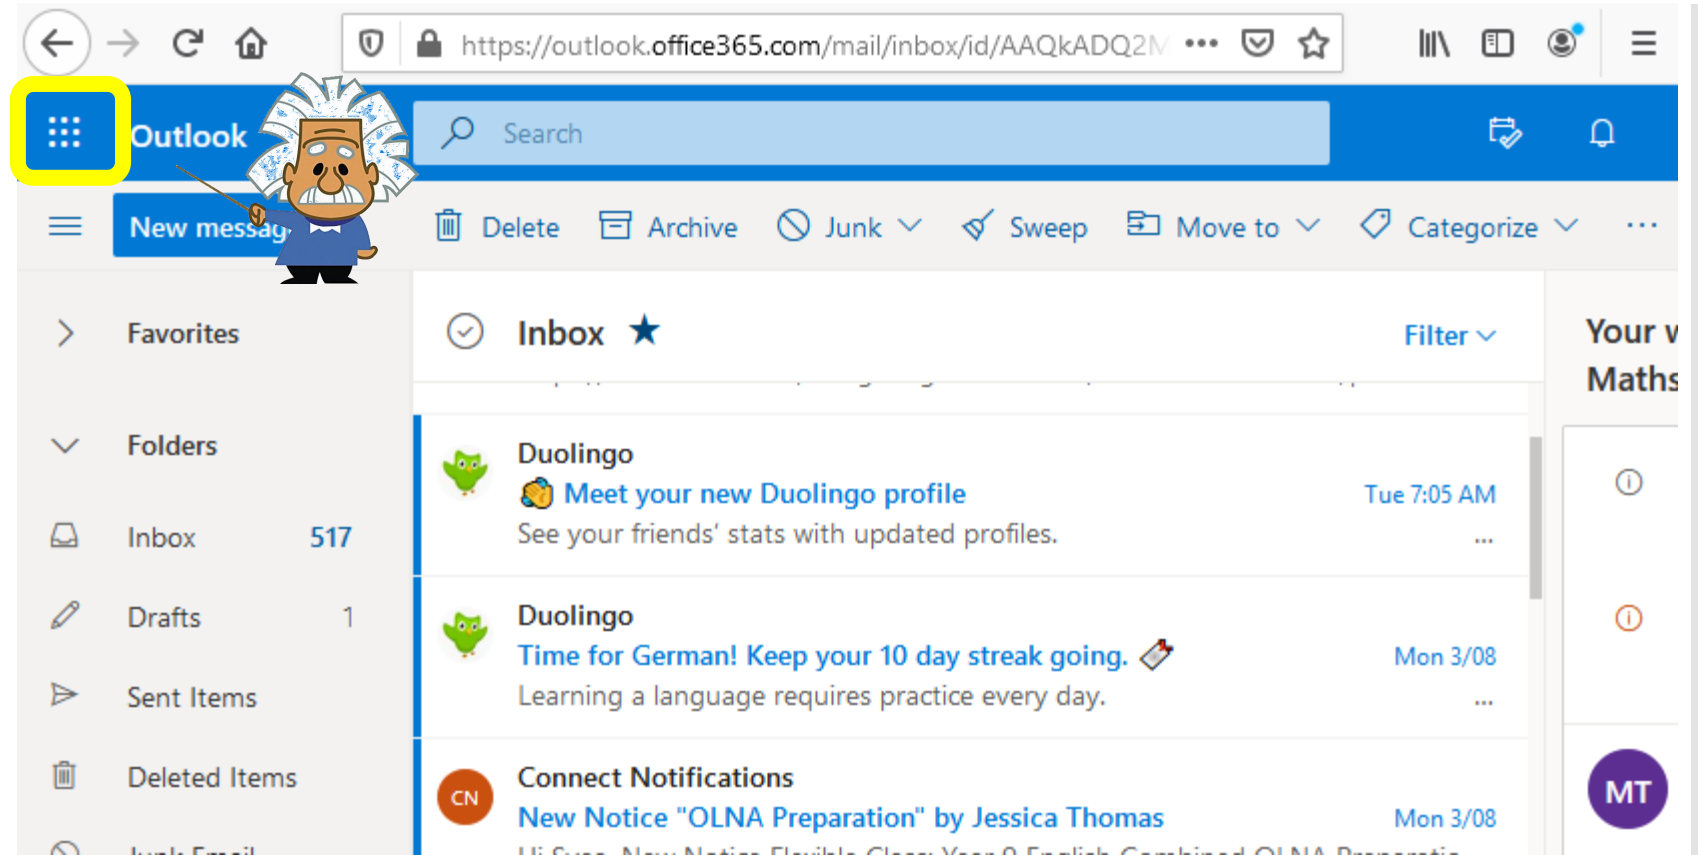 https://outlook.office365.com/mail/inbox/id/AAQkADQ2M
Outlook
Search
New messag
Delete
Archive
Junk
Sweep
Move to
Categorize
Favorites
Inbox
Filter
Your w
Maths
Folders
Duolingo
Meet your new Duolingo profile
Tue 7:05 AM
See your friends' stats with updated profiles.
...
Inbox 517
Drafts 1
Duolingo
Time for German! Keep your 10 day streak going.
Mon 3/08
Learning a language requires practice every day.
...
Sent Items
Deleted Items
CN
Connect Notifications
New Notice "OLNA Preparation" by Jessica Thomas
Mon 3/08
MT
Junk Email